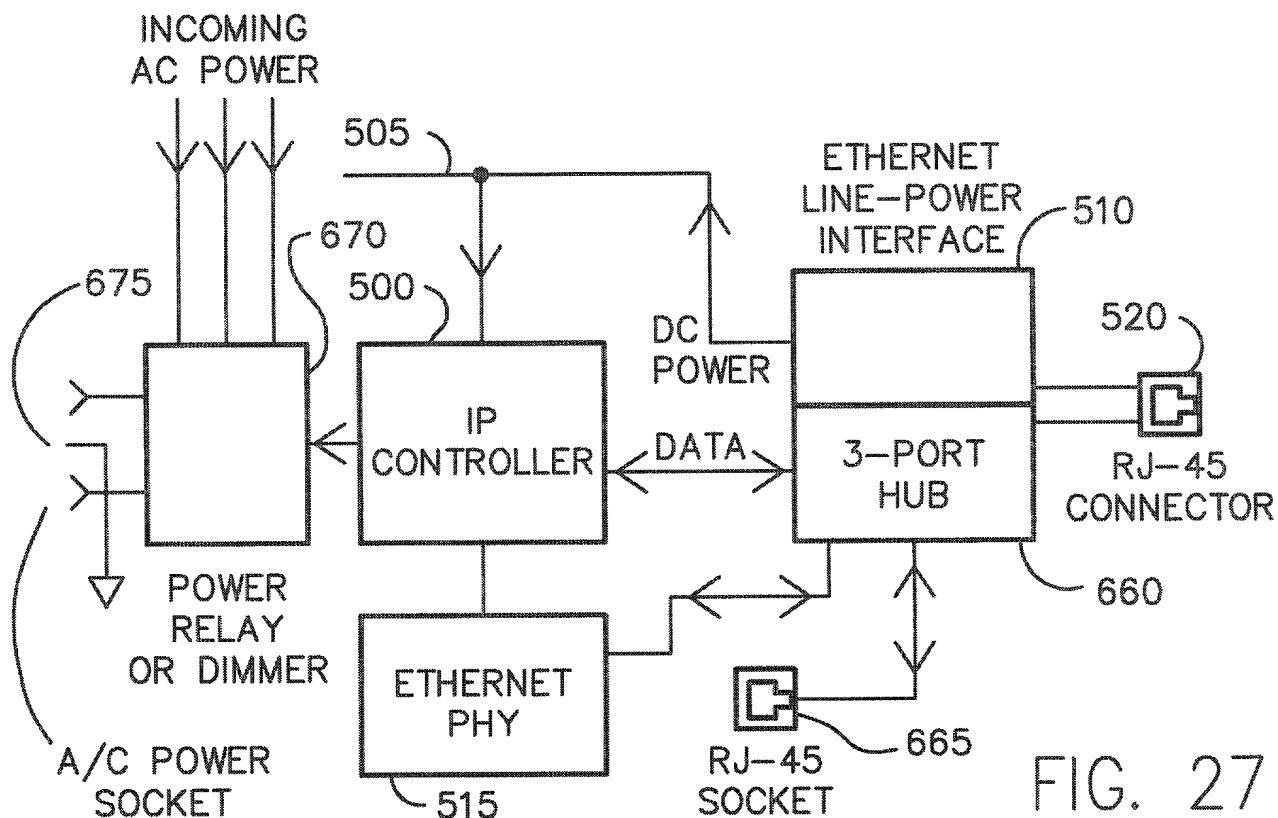 INCOMING
AC POWER
505
ETHERNET
LINE-POWER
INTERFACE
510
670
675
500
520
DC
POWER
IP
CONTROLLER
DATA
3-PORT
HUB
RJ-45
CONNECTOR
POWER
RELAY
OR DIMMER
660
ETHERNET
PHY
665
A/C POWER
SOCKET
515
RJ-45
SOCKET
FIG. 27